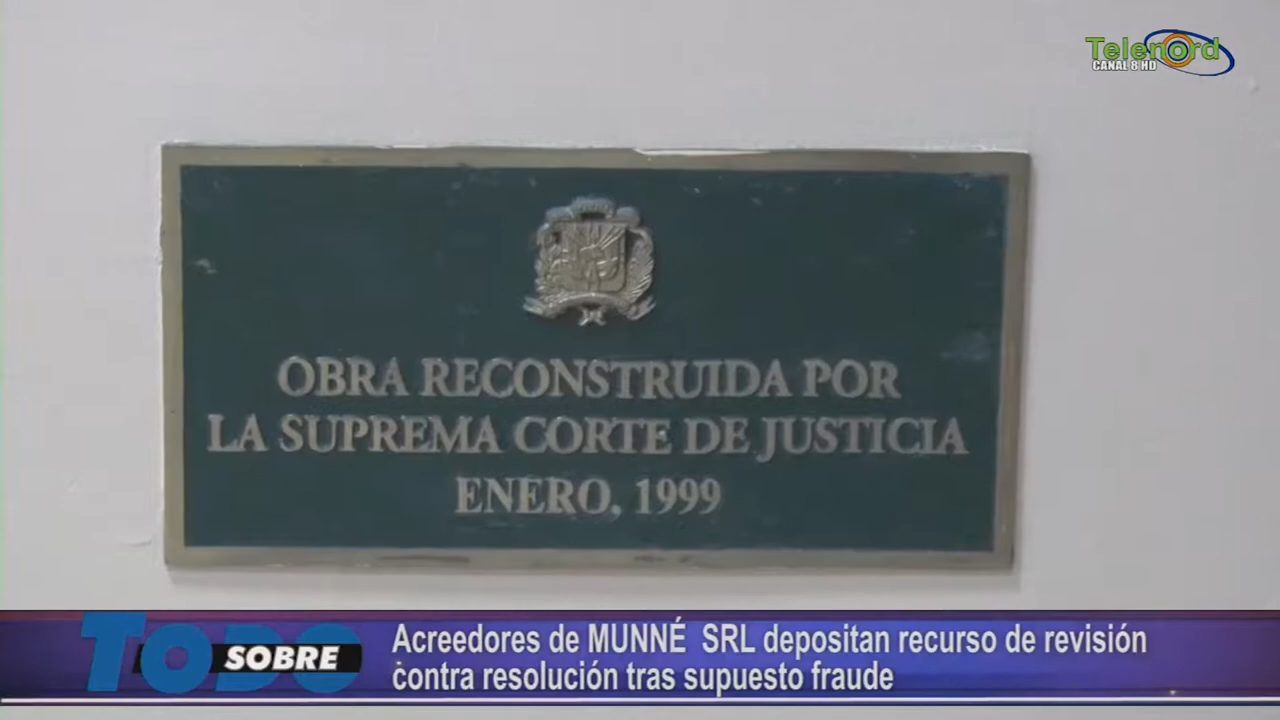 Telenord
CANAL 8 HD
OBRA RECONSTRUIDA POR
LA SUPREMA CORTE DE JUSTICIA
ENERO, 1999
TODO
SOBRE
Acreedores de MUNNÉ SRL depositan recurso de revisión
contra resolución tras supuesto fraude